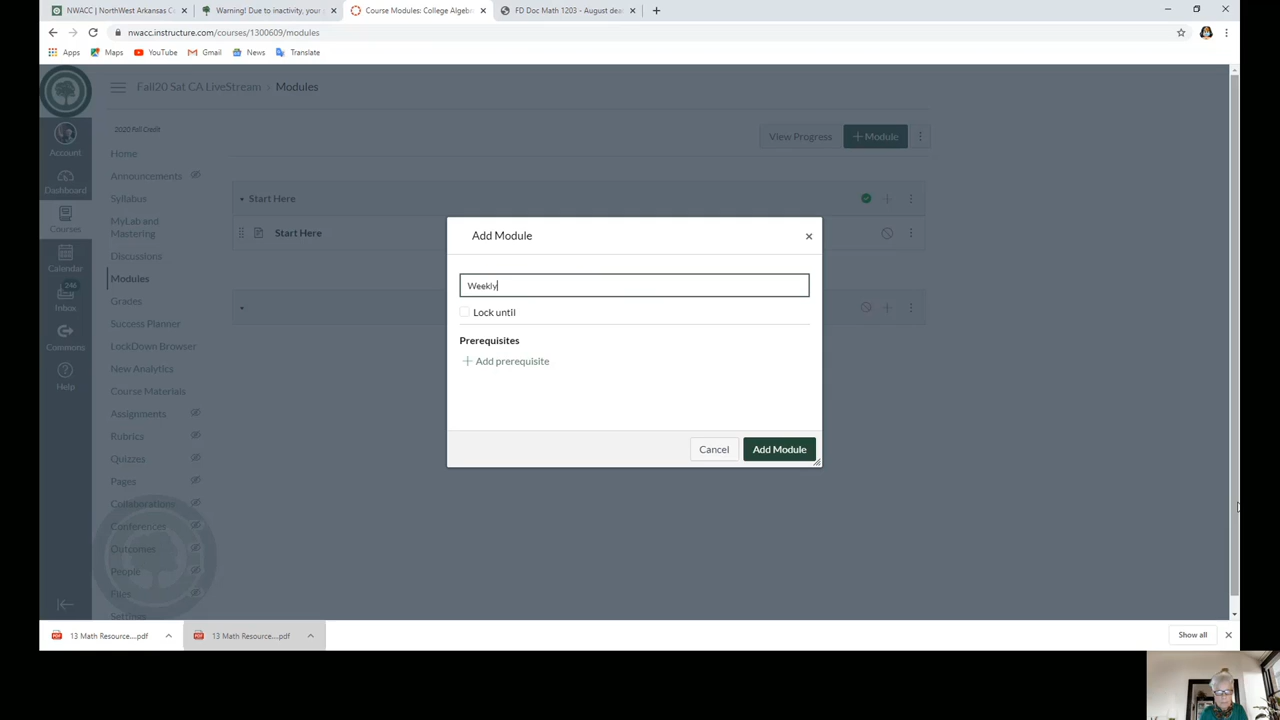 NWACC | NorthWest Arkansas C
Warning! Due to inactivity, your
Course Modules: College Algeb
FD Doc Math 1203 - August dea
nwacc.instructure.com/courses/1300609/modules
Apps
Maps
YouTube
Gmail
News
Translate
Fall20 Sat CA LiveStream › Modules
2020 Fall Credit
View Progress
+ Module
Account
Dashboard
Courses
Calendar
246
Inbox
Commons
Help
Home
Announcements
Syllabus
MyLab and
Mastering
Discussions
Modules
Grades
Success Planner
LockDown Browser
New Analytics
Course Materials
Assignments
Rubrics
Quizzes
Pages
Collaborations
Conferences
Outcomes
People
Files
Settings
Start Here
Start Here
Add Module
Weekly
Lock until
Prerequisites
+ Add prerequisite
Cancel
Add Module
13 Math Resource....pdf
13 Math Resource....pdf
Show all